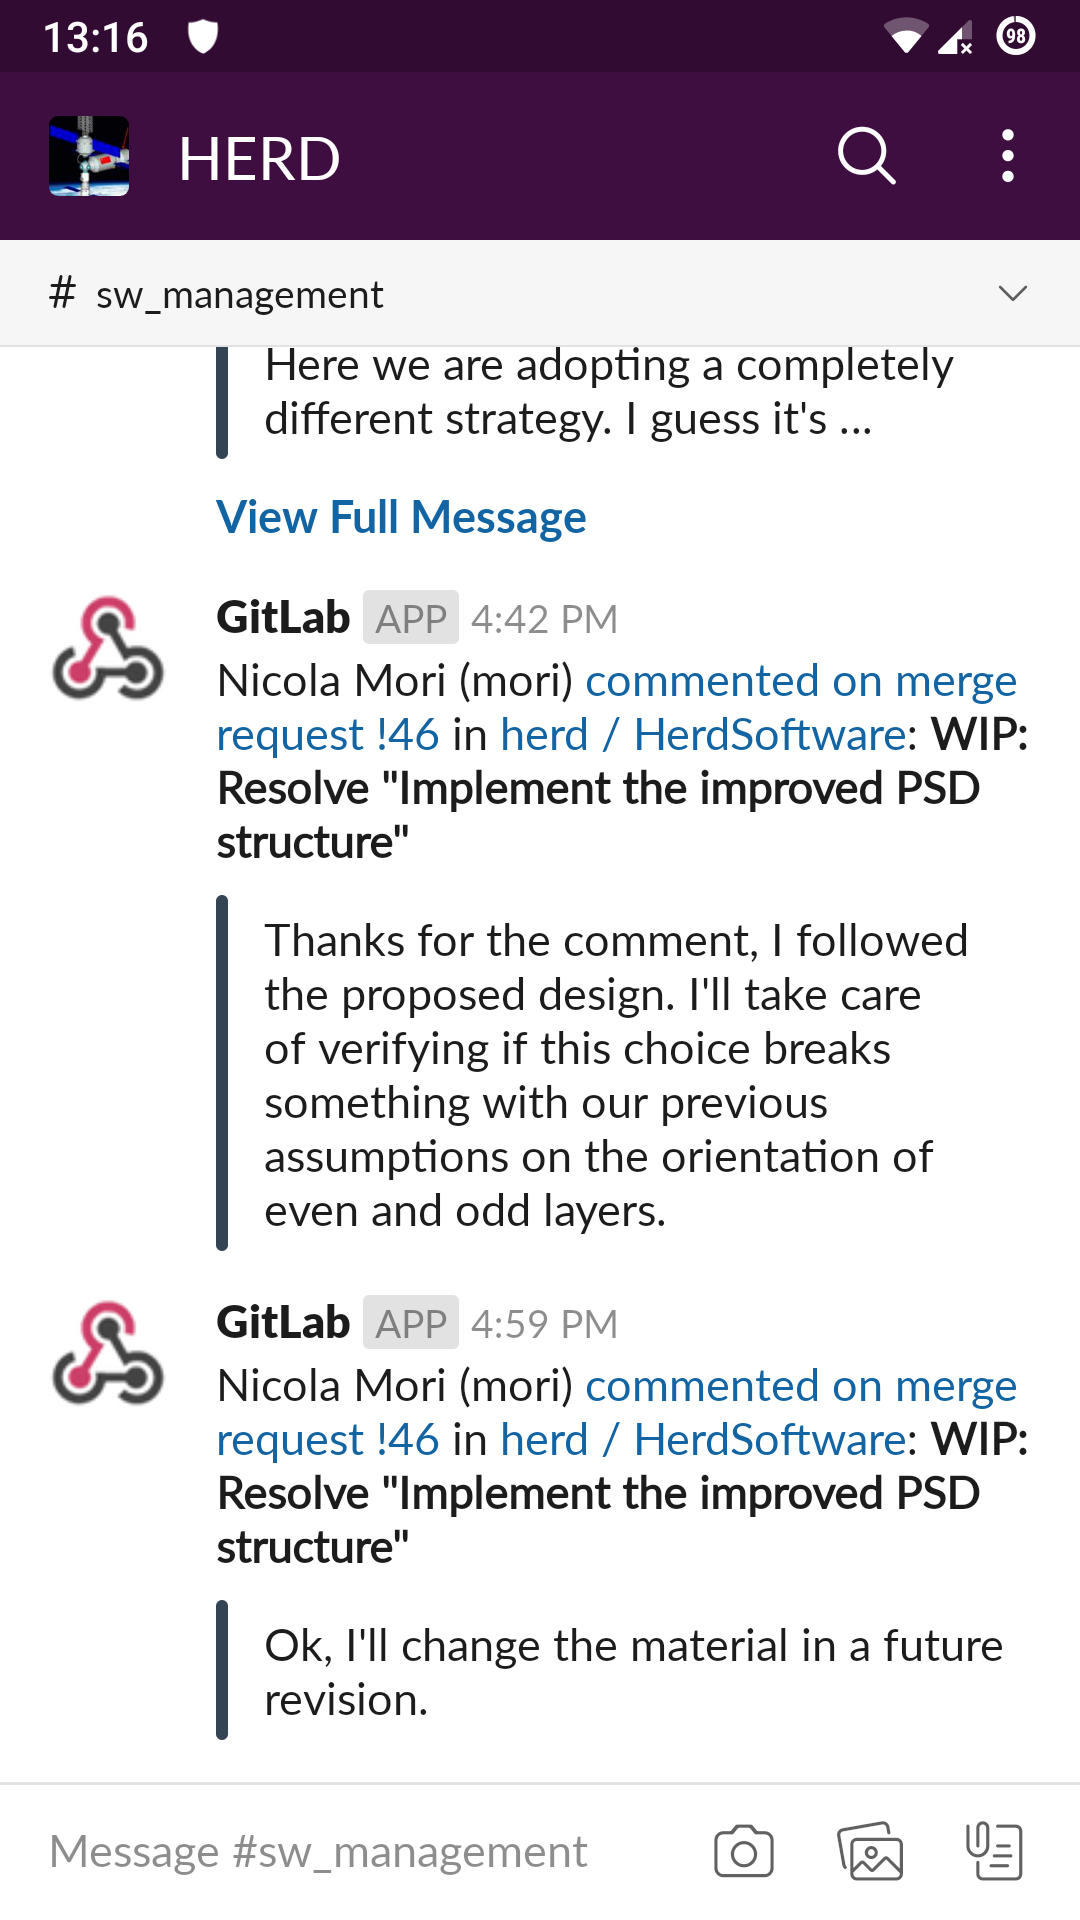 13:16
98
HERD
# sw_management
Here we are adopting a completely
different strategy. I guess it's ...
View Full Message
GitLab APP 4:42 PM
Nicola Mori (mori) commented on merge
request !46 in herd / HerdSoftware: WIP:
Resolve "Implement the improved PSD
structure"
Thanks for the comment, I followed
the proposed design. I'll take care
of verifying if this choice breaks
something with our previous
assumptions on the orientation of
even and odd layers.
GitLab APP 4:59 PM
Nicola Mori (mori) commented on merge
request !46 in herd / HerdSoftware: WIP:
Resolve "Implement the improved PSD
structure"
Ok, I'll change the material in a future
revision.
Message #sw_management